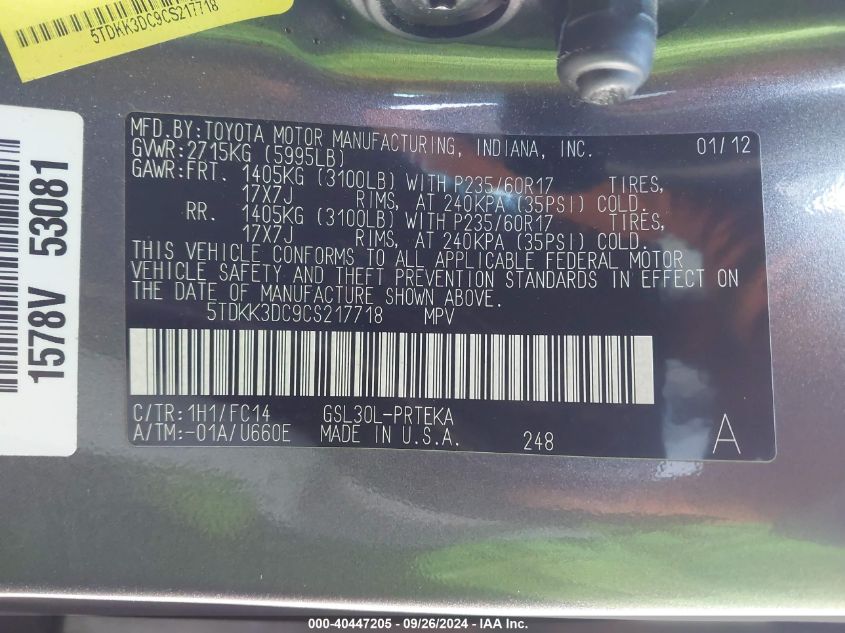 5TDKK3DC9CS217718
1578V 53081
MFD.BY:TOYOTA MOTOR MANUFACTURING, INDIANA, INC. 01/12
GVWR:2715KG (5995LB)
GAWR:FRT. 1405KG (3100LB) WITH P235/60R17 TIRES,
17X7J RIMS, AT 240KPA (35PSI) COLD.
RR. 1405KG (3100LB) WITH P235/60R17 TIRES,
17X7J RIMS, AT 240KPA (35PSI) COLD.
THIS VEHICLE CONFORMS TO ALL APPLICABLE FEDERAL MOTOR
VEHICLE SAFETY AND THEFT PREVENTION STANDARDS IN EFFECT ON
THE DATE OF MANUFACTURE SHOWN ABOVE.
5TDKK3DC9CS217718 MPV
C/TR:1H1/FC14 GSL30L-PRTEKA
A/TM:-01A/U660E MADE IN U.S.A. 248 A
000-40447205 - 09/26/2024 - IAA Inc.